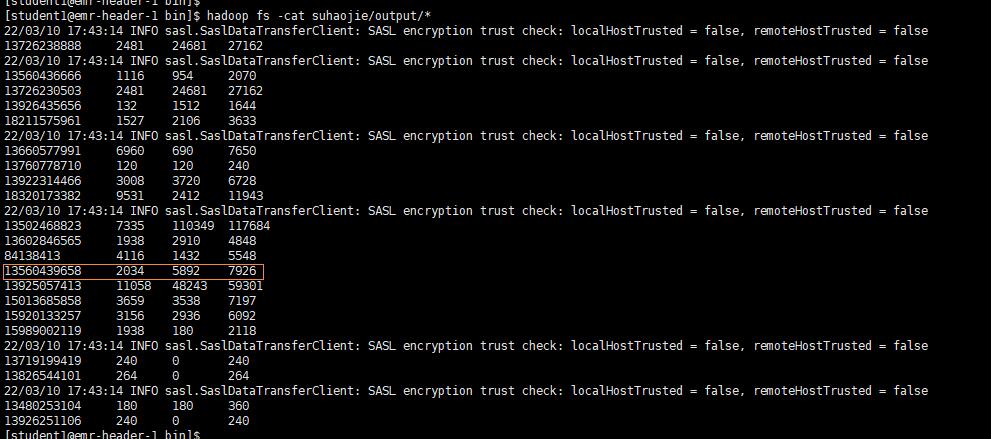 [student1@emr-header-1 bin]$
[student1@emr-header-1 bin]$ hadoop fs -cat suhaojie/output/*
22/03/10 17:43:14 INFO sasl.SaslDataTransferClient: SASL encryption trust check: localHostTrusted = false, remoteHostTrusted = false
13726238888 2481 24681 27162
22/03/10 17:43:14 INFO sasl.SaslDataTransferClient: SASL encryption trust check: localHostTrusted = false, remoteHostTrusted = false
13560436666 1116 954 2070
13726230503 2481 24681 27162
13926435656 132 1512 1644
18211575961 1527 2106 3633
22/03/10 17:43:14 INFO sasl.SaslDataTransferClient: SASL encryption trust check: localHostTrusted = false, remoteHostTrusted = false
13660577991 6960 690 7650
13760778710 120 120 240
13922314466 3008 3720 6728
18320173382 9531 2412 11943
22/03/10 17:43:14 INFO sasl.SaslDataTransferClient: SASL encryption trust check: localHostTrusted = false, remoteHostTrusted = false
13502468823 7335 110349 117684
13602846565 1938 2910 4848
84138413 4116 1432 5548
13560439658 2034 5892 7926
13925057413 11058 48243 59301
15013685858 3659 3538 7197
15920133257 3156 2936 6092
15989002119 1938 180 2118
22/03/10 17:43:14 INFO sasl.SaslDataTransferClient: SASL encryption trust check: localHostTrusted = false, remoteHostTrusted = false
13719199419 240 0 240
13826544101 264 0 264
22/03/10 17:43:14 INFO sasl.SaslDataTransferClient: SASL encryption trust check: localHostTrusted = false, remoteHostTrusted = false
13480253104 180 180 360
13926251106 240 0 240
[student1@emr-header-1 bin]$